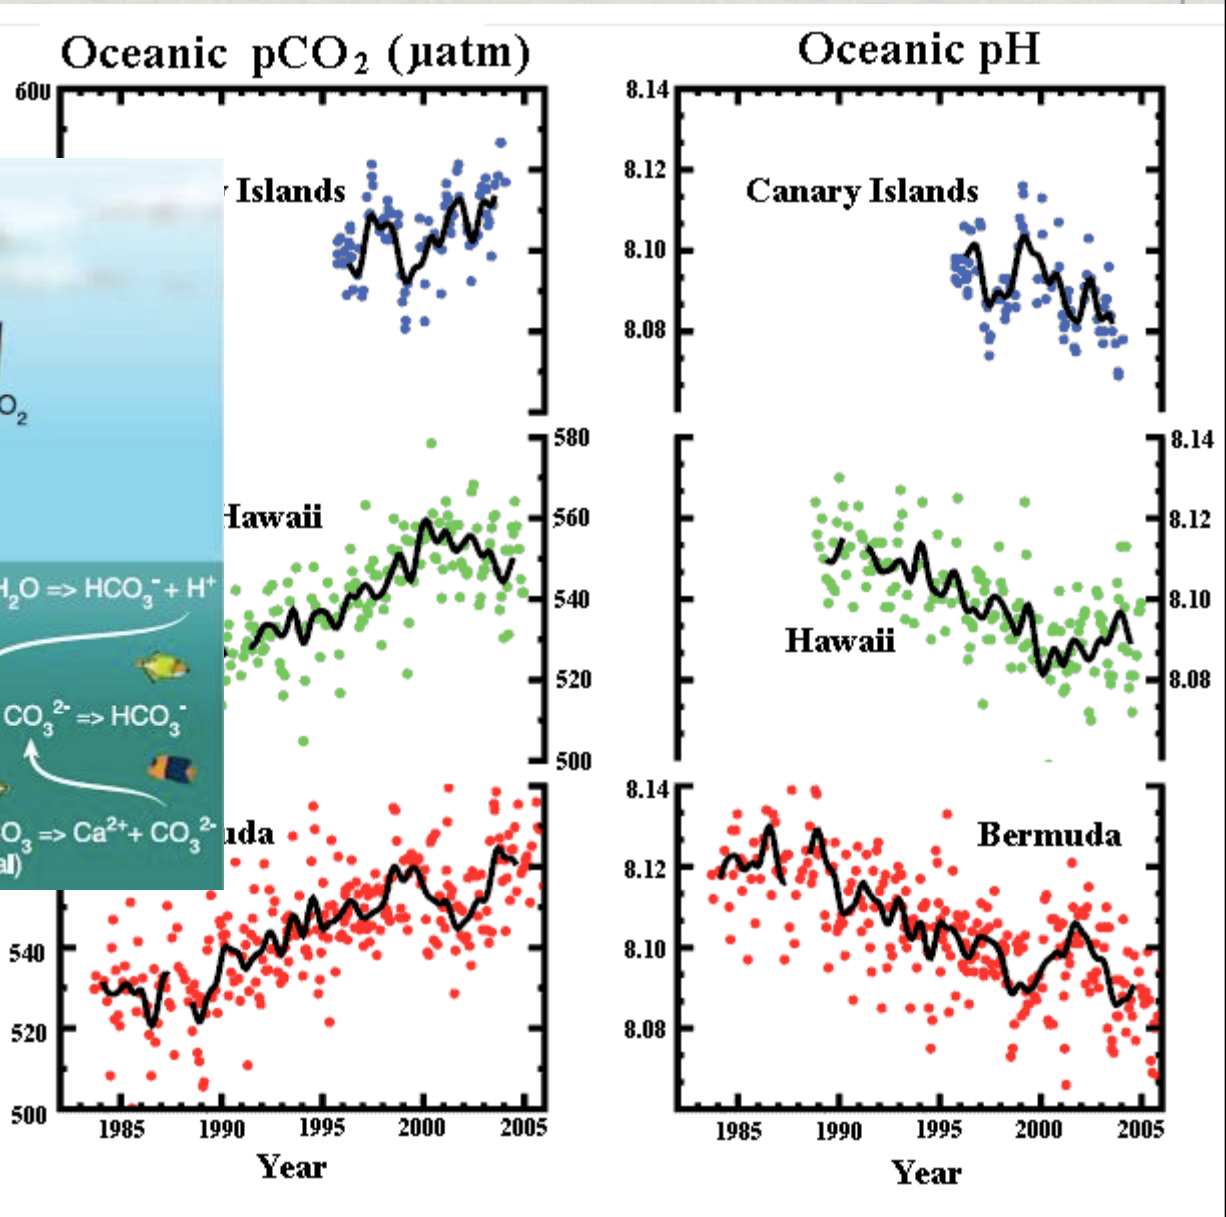 Oceanic pCO₂ (µatm)
Oceanic pH
600
Islands
580
Hawaii
560
540
520
500
540
520
500
1985 1990 1995 2000 2005
Year
8.14
8.12
Canary Islands
8.10
8.08
8.14
8.12
8.10
Hawaii
8.08
8.14
Bermuda
8.12
8.10
8.08
1985 1990 1995 2000 2005
Year
O₂
H₂O => HCO₃⁻ + H⁺
CO₃²⁻ => HCO₃⁻
O₃ => Ca²⁺ + CO₃²⁻
uda